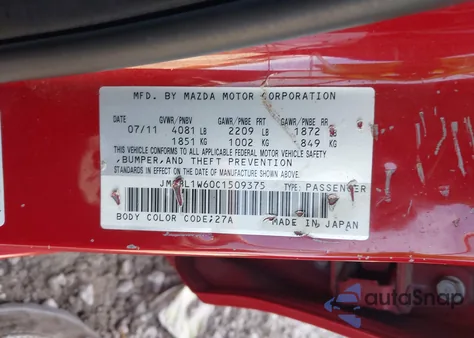 MFD. BY MAZDA MOTOR CORPORATION
GVWR/PNBV GAWR/PNBE FRT GAWR/PNBE RR
07/11 4081 LB 2209 LB 1872 LB
1851 KG 1002 KG 849 KG
THIS VEHICLE CONFORMS TO ALL APPLICABLE FEDERAL MOTOR VEHICLE SAFETY,
BUMPER, AND THEFT PREVENTION
STANDARDS IN EFFECT ON THE DATE OF MANUFACTURE SHOWN ABOVE.
TYPE: PASSENGER
BODY COLOR CODE:27A MADE IN JAPAN
autoSnap